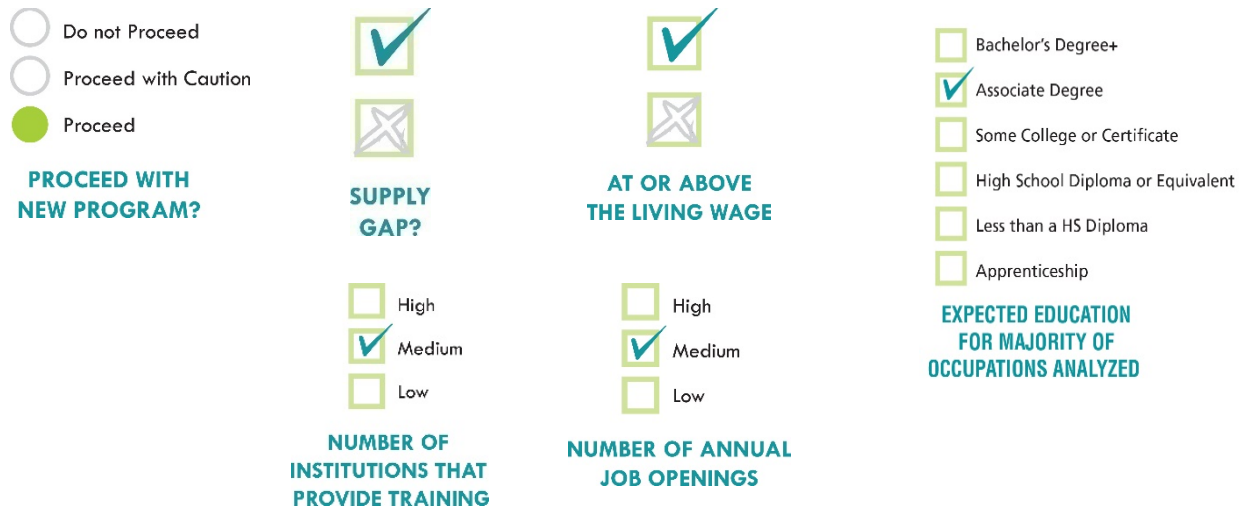 Do not Proceed
Proceed with Caution
Proceed
PROCEED WITH
NEW PROGRAM?
SUPPLY
GAP?
AT OR ABOVE
THE LIVING WAGE
Bachelor's Degree+
Associate Degree
Some College or Certificate
High School Diploma or Equivalent
Less than a HS Diploma
Apprenticeship
EXPECTED EDUCATION
FOR MAJORITY OF
OCCUPATIONS ANALYZED
High
Medium
Low
NUMBER OF
INSTITUTIONS THAT
PROVIDE TRAINING
High
Medium
Low
NUMBER OF ANNUAL
JOB OPENINGS